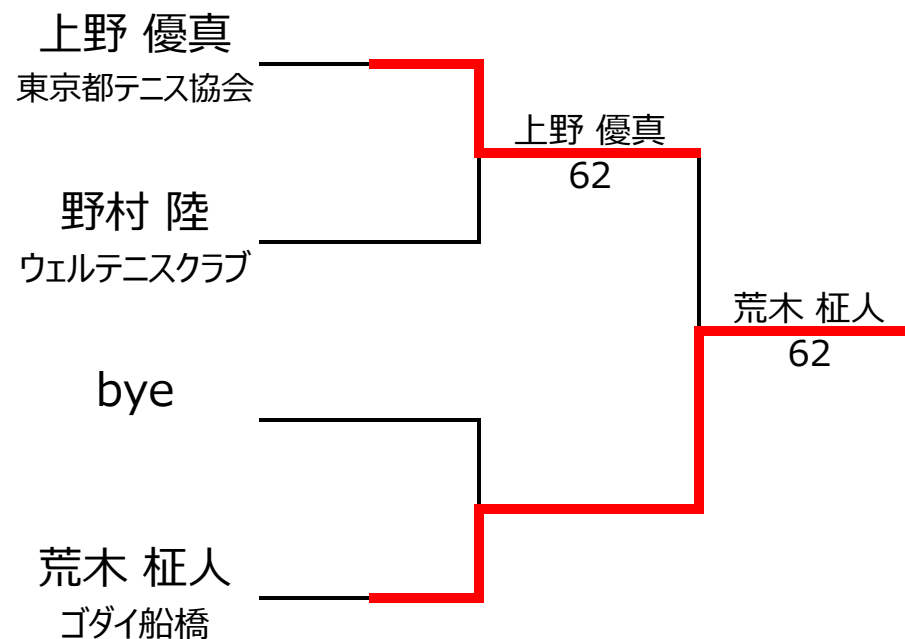 上野 優真
東京都テニス協会
上野 優真
62
野村 陸
ウェルテニスクラブ
荒木 柾人
62
bye
荒木 柾人
ゴダイ船橋